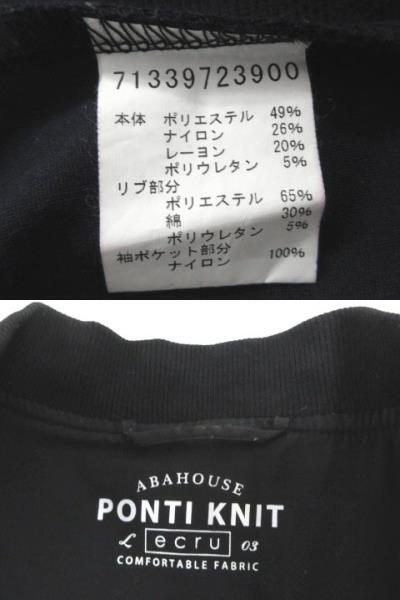 71339723900
本体 ポリエステル 49%
ナイロン 26%
レーヨン 20%
ポリウレタン 5%
リブ部分
ポリエステル 65%
綿 30%
ポリウレタン 5%
袖ポケット部分
ナイロン 100%
ABAHOUSE
PONTI KNIT
L ecru 03
COMFORTABLE FABRIC